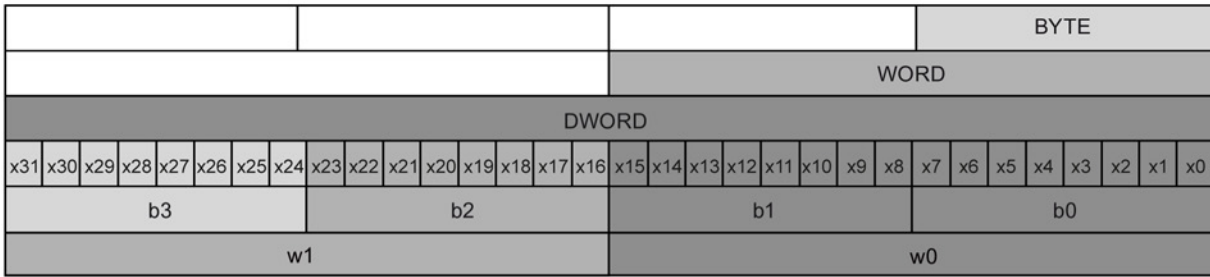 BYTE
WORD
DWORD
x31 x30 x29 x28 x27 x26 x25 x24 x23 x22 x21 x20 x19 x18 x17 x16 x15 x14 x13 x12 x11 x10 x9 x8 x7 x6 x5 x4 x3 x2 x1 x0
b3 b2 b1 b0
w1 w0